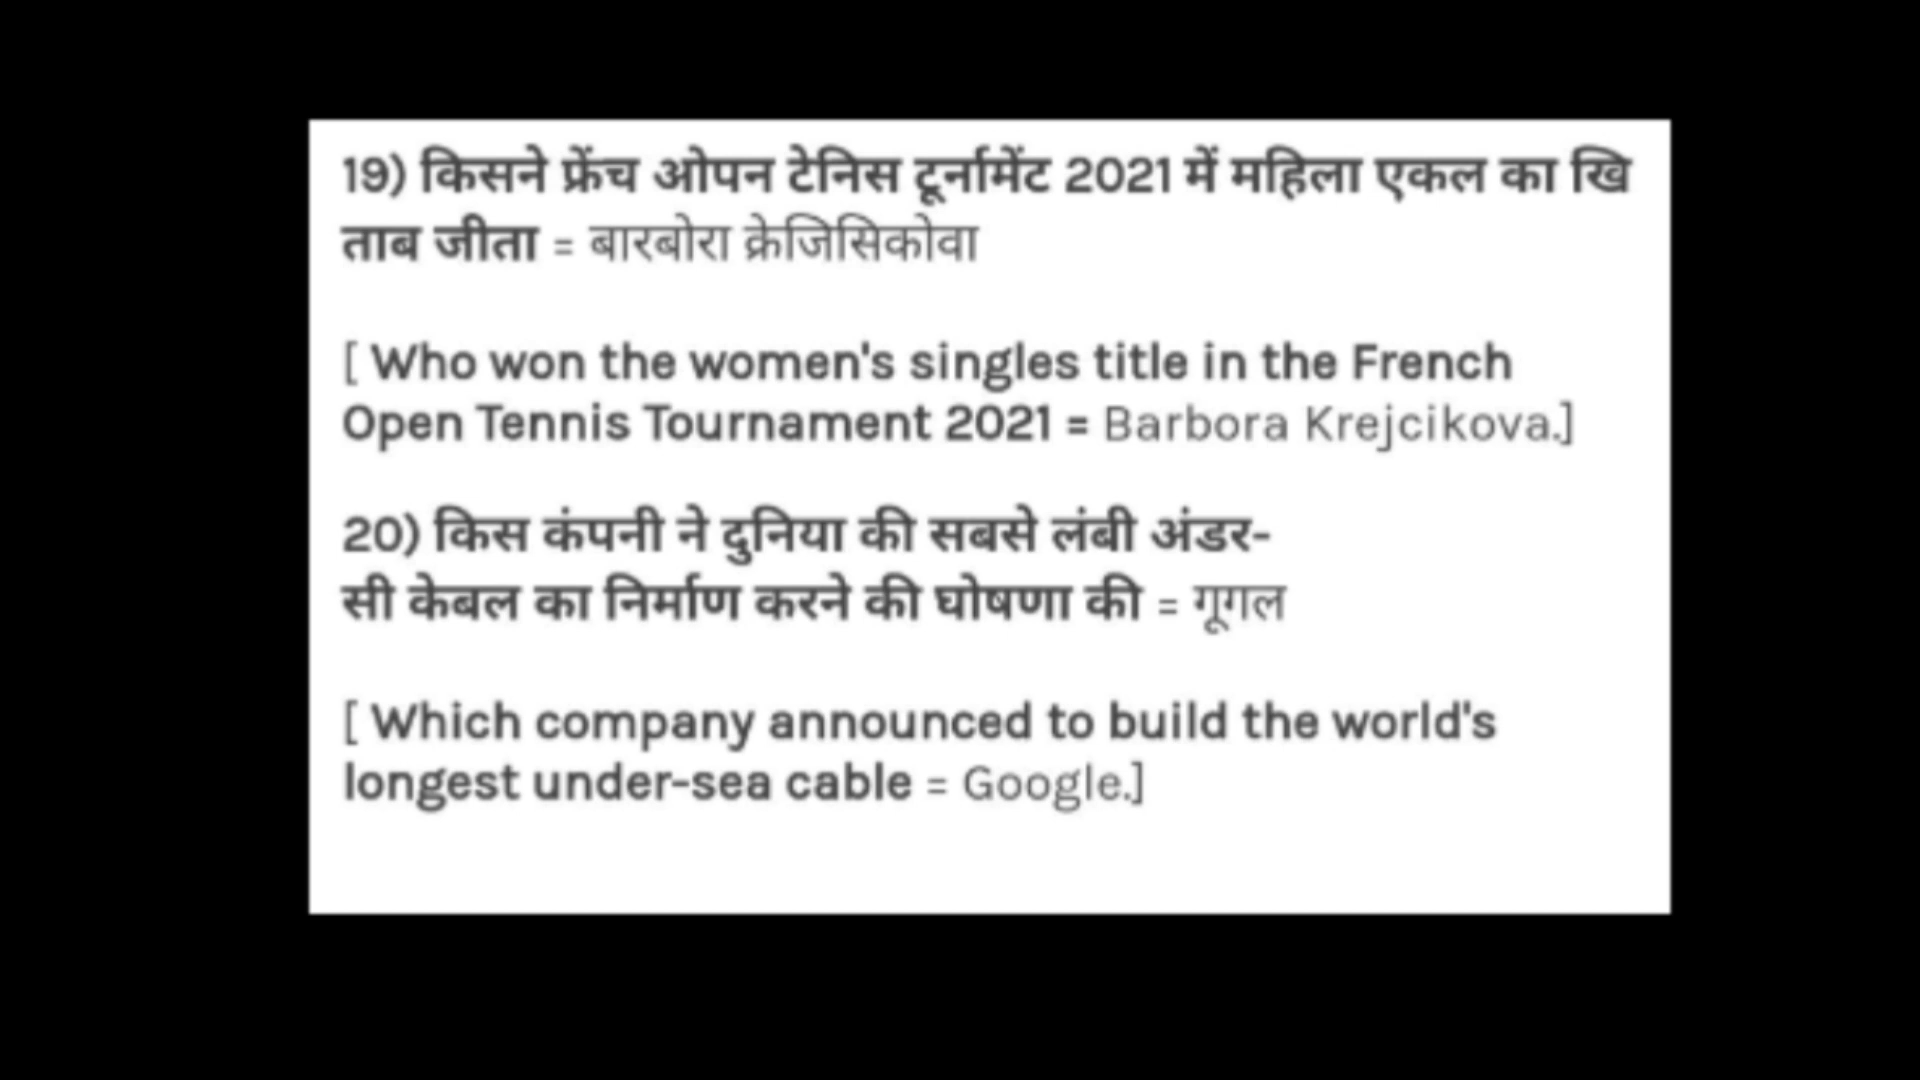 19) किसने फ्रेंच ओपन टेनिस टूर्नामेंट 2021 में महिला एकल का खि
ताब जीता = बारबोरा क्रेजिसिकोवा
[ Who won the women's singles title in the French
Open Tennis Tournament 2021 = Barbora Krejcikova.]
20) किस कंपनी ने दुनिया की सबसे लंबी अंडर-
सी केबल का निर्माण करने की घोषणा की = गूगल
[ Which company announced to build the world's
longest under-sea cable = Google.]